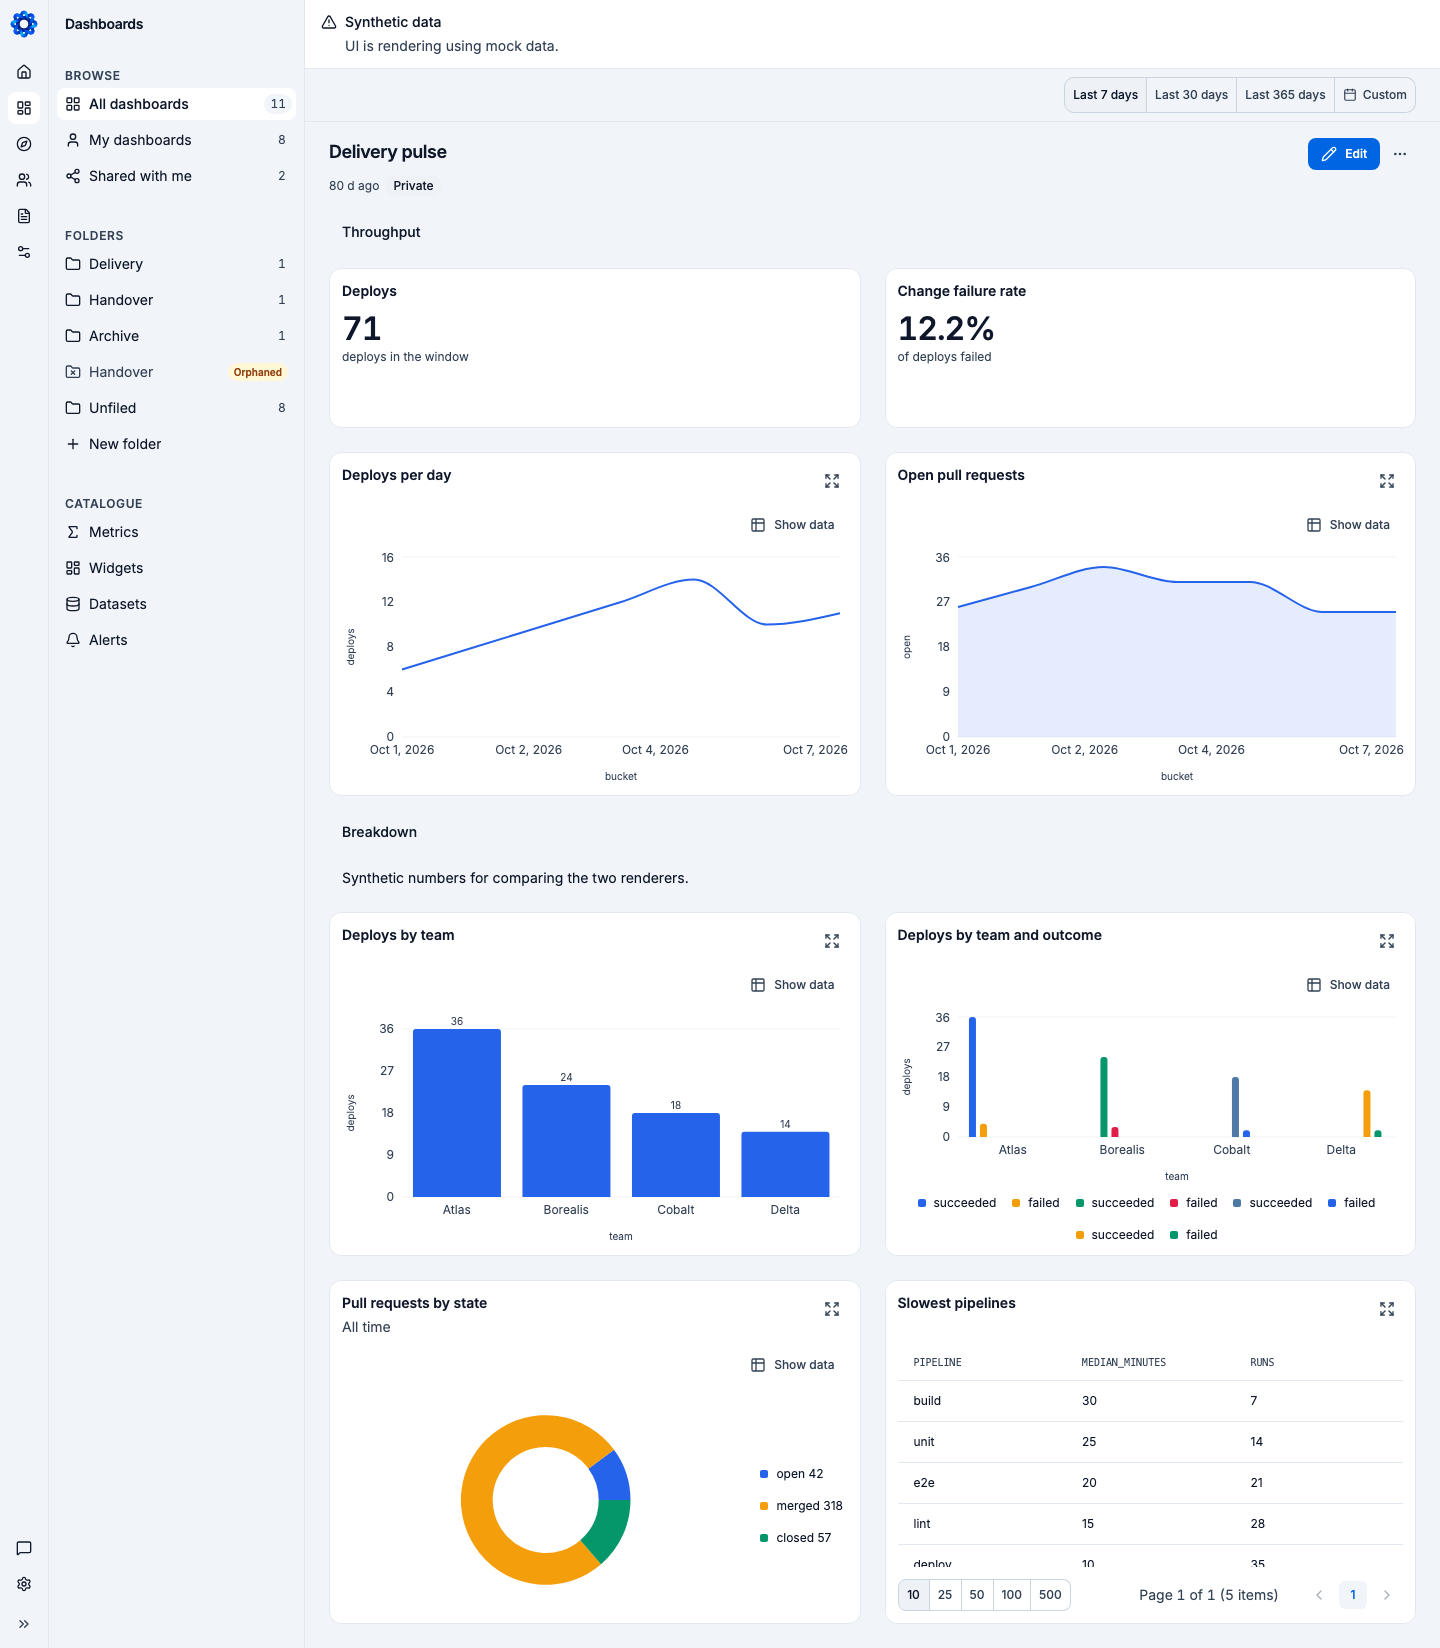 Dashboards
BROWSE
All dashboards 11
My dashboards 8
Shared with me 2
FOLDERS
Delivery 1
Handover 1
Archive 1
Handover Orphaned
Unfiled 8
New folder
CATALOGUE
Metrics
Widgets
Datasets
Alerts
Synthetic data
UI is rendering using mock data.
Last 7 days Last 30 days Last 365 days Custom
Delivery pulse
Edit
80 d ago Private
Throughput
Deploys
71
deploys in the window
Change failure rate
12.2%
of deploys failed
Deploys per day
Show data
16
12
8
4
0
deploys
Oct 1, 2026 Oct 2, 2026 Oct 4, 2026 Oct 7, 2026
bucket
Open pull requests
Show data
36
27
18
9
0
open
Oct 1, 2026 Oct 2, 2026 Oct 4, 2026 Oct 7, 2026
bucket
Breakdown
Synthetic numbers for comparing the two renderers.
Deploys by team
Show data
36
27
18
9
0
deploys
36
24
18
14
Atlas Borealis Cobalt Delta
team
Deploys by team and outcome
Show data
36
27
18
9
0
deploys
Atlas Borealis Cobalt Delta
team
succeeded failed succeeded failed succeeded failed
succeeded failed
Pull requests by state
All time
Show data
open 42
merged 318
closed 57
Slowest pipelines
PIPELINE MEDIAN_MINUTES RUNS
build 30 7
unit 25 14
e2e 20 21
lint 15 28
deploy 10 35
10 25 50 100 500
Page 1 of 1 (5 items)
1